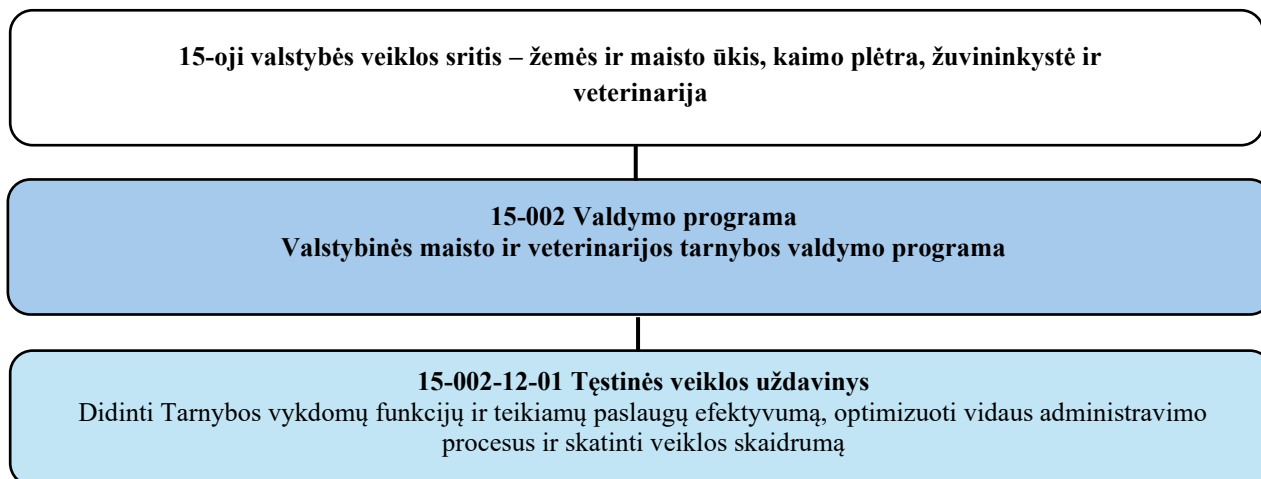 15-oji valstybės veiklos sritis – žemės ir maisto ūkis, kaimo plėtra, žuvininkystė ir
veterinarija
15-002 Valdymo programa
Valstybinės maisto ir veterinarijos tarnybos valdymo programa
15-002-12-01 Tęstinės veiklos uždavinys
Didinti Tarnybos vykdomų funkcijų ir teikiamų paslaugų efektyvumą, optimizuoti vidaus administravimo
procesus ir skatinti veiklos skaidrumą